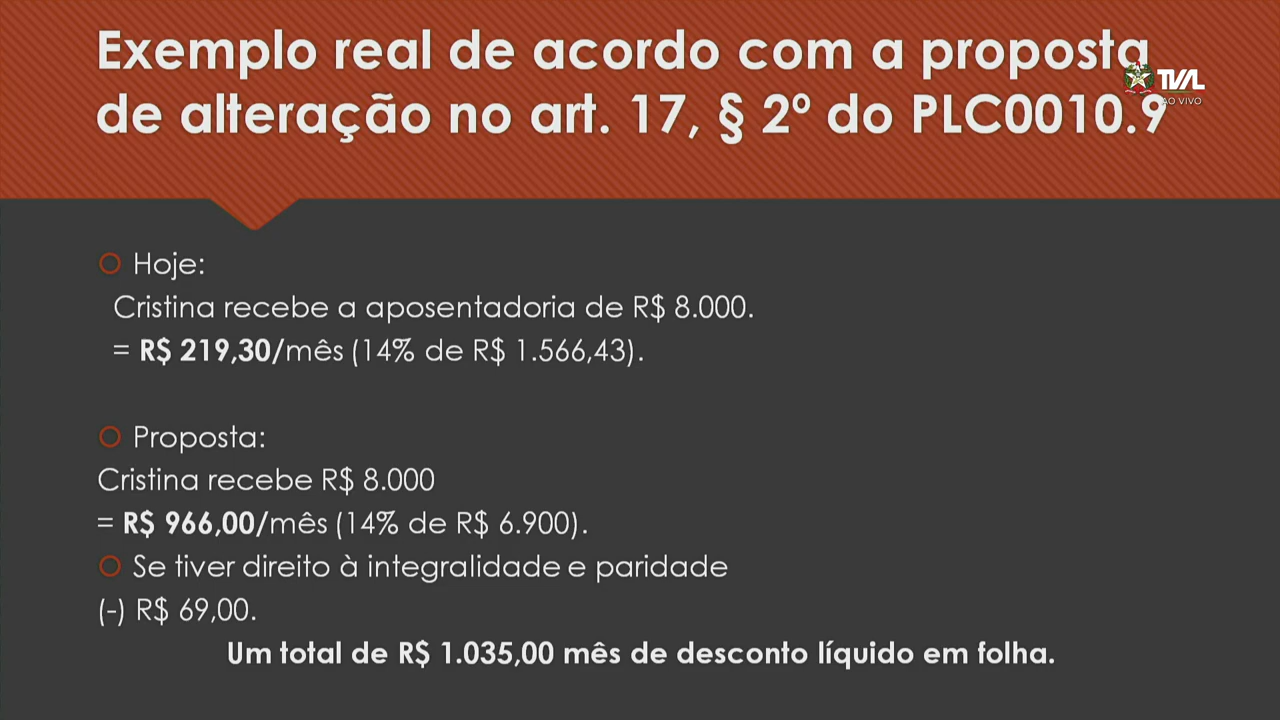 Exemplo real de acordo com a proposta
de alteração no art. 17, § 2º do PLC0010.9
TVAL
AO VIVO
Hoje:
Cristina recebe a aposentadoria de R$ 8.000.
= R$ 219,30/mês (14% de R$ 1.566,43).
Proposta:
Cristina recebe R$ 8.000
= R$ 966,00/mês (14% de R$ 6.900).
Se tiver direito à integralidade e paridade
(-) R$ 69,00.
Um total de R$ 1.035,00 mês de desconto líquido em folha.